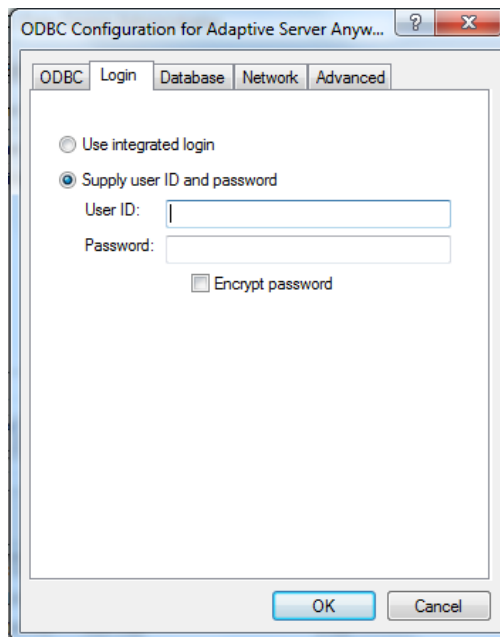 ODBC Configuration for Adaptive Server Anyw...
ODBC Login Database Network Advanced
Use integrated login
Supply user ID and password
User ID:
Password:
Encrypt password
OK Cancel